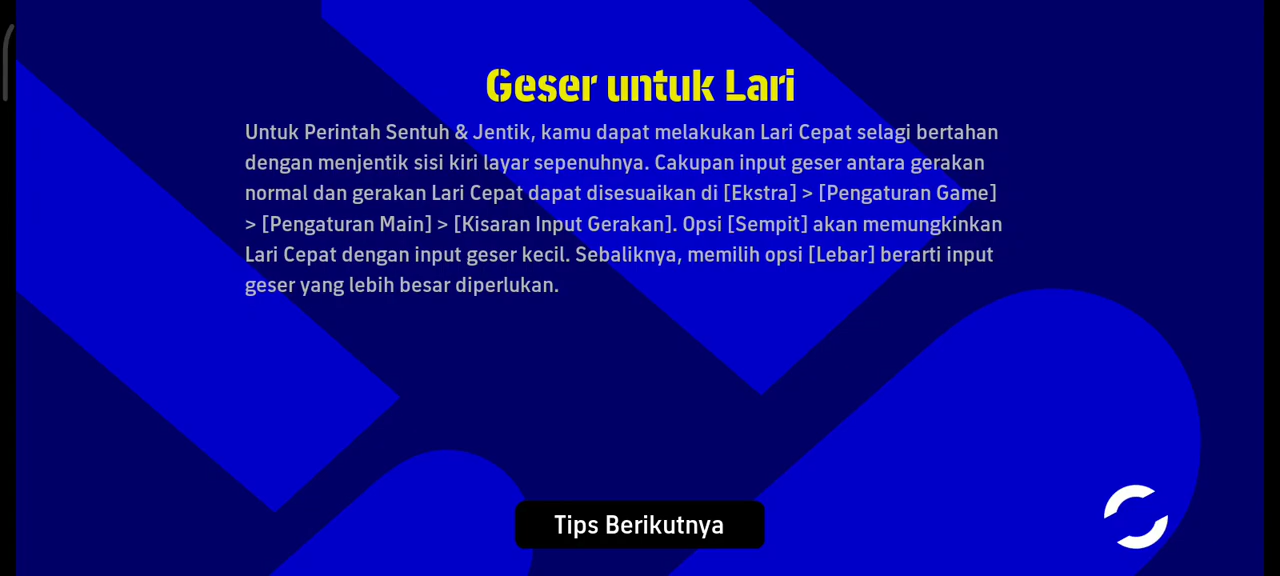 Geser untuk Lari
Untuk Perintah Sentuh & Jentik, kamu dapat melakukan Lari Cepat selagi bertahan
dengan menjentik sisi kiri layar sepenuhnya. Cakupan input geser antara gerakan
normal dan gerakan Lari Cepat dapat disesuaikan di [Ekstra] > [Pengaturan Game]
> [Pengaturan Main] > [Kisaran Input Gerakan]. Opsi [Sempit] akan memungkinkan
Lari Cepat dengan input geser kecil. Sebaliknya, memilih opsi [Lebar] berarti input
geser yang lebih besar diperlukan.
Tips Berikutnya